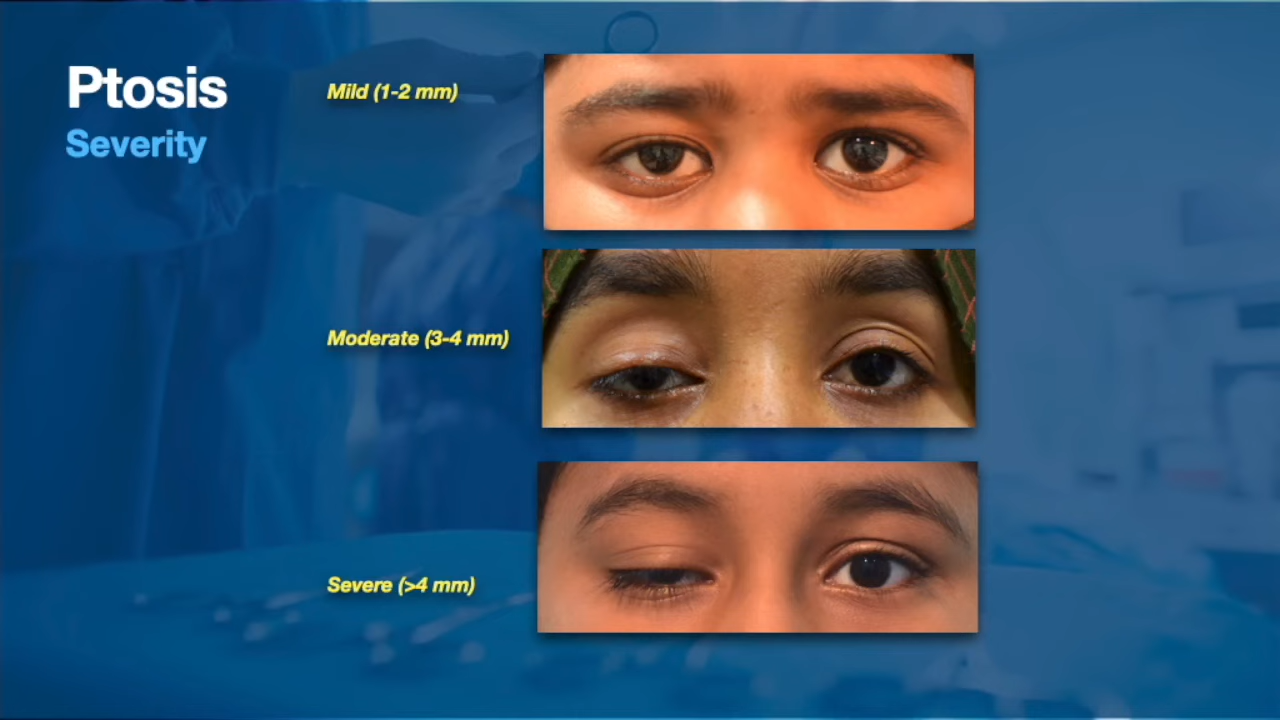 Ptosis
Severity
Mild (1-2 mm)
Moderate (3-4 mm)
Severe (>4 mm)